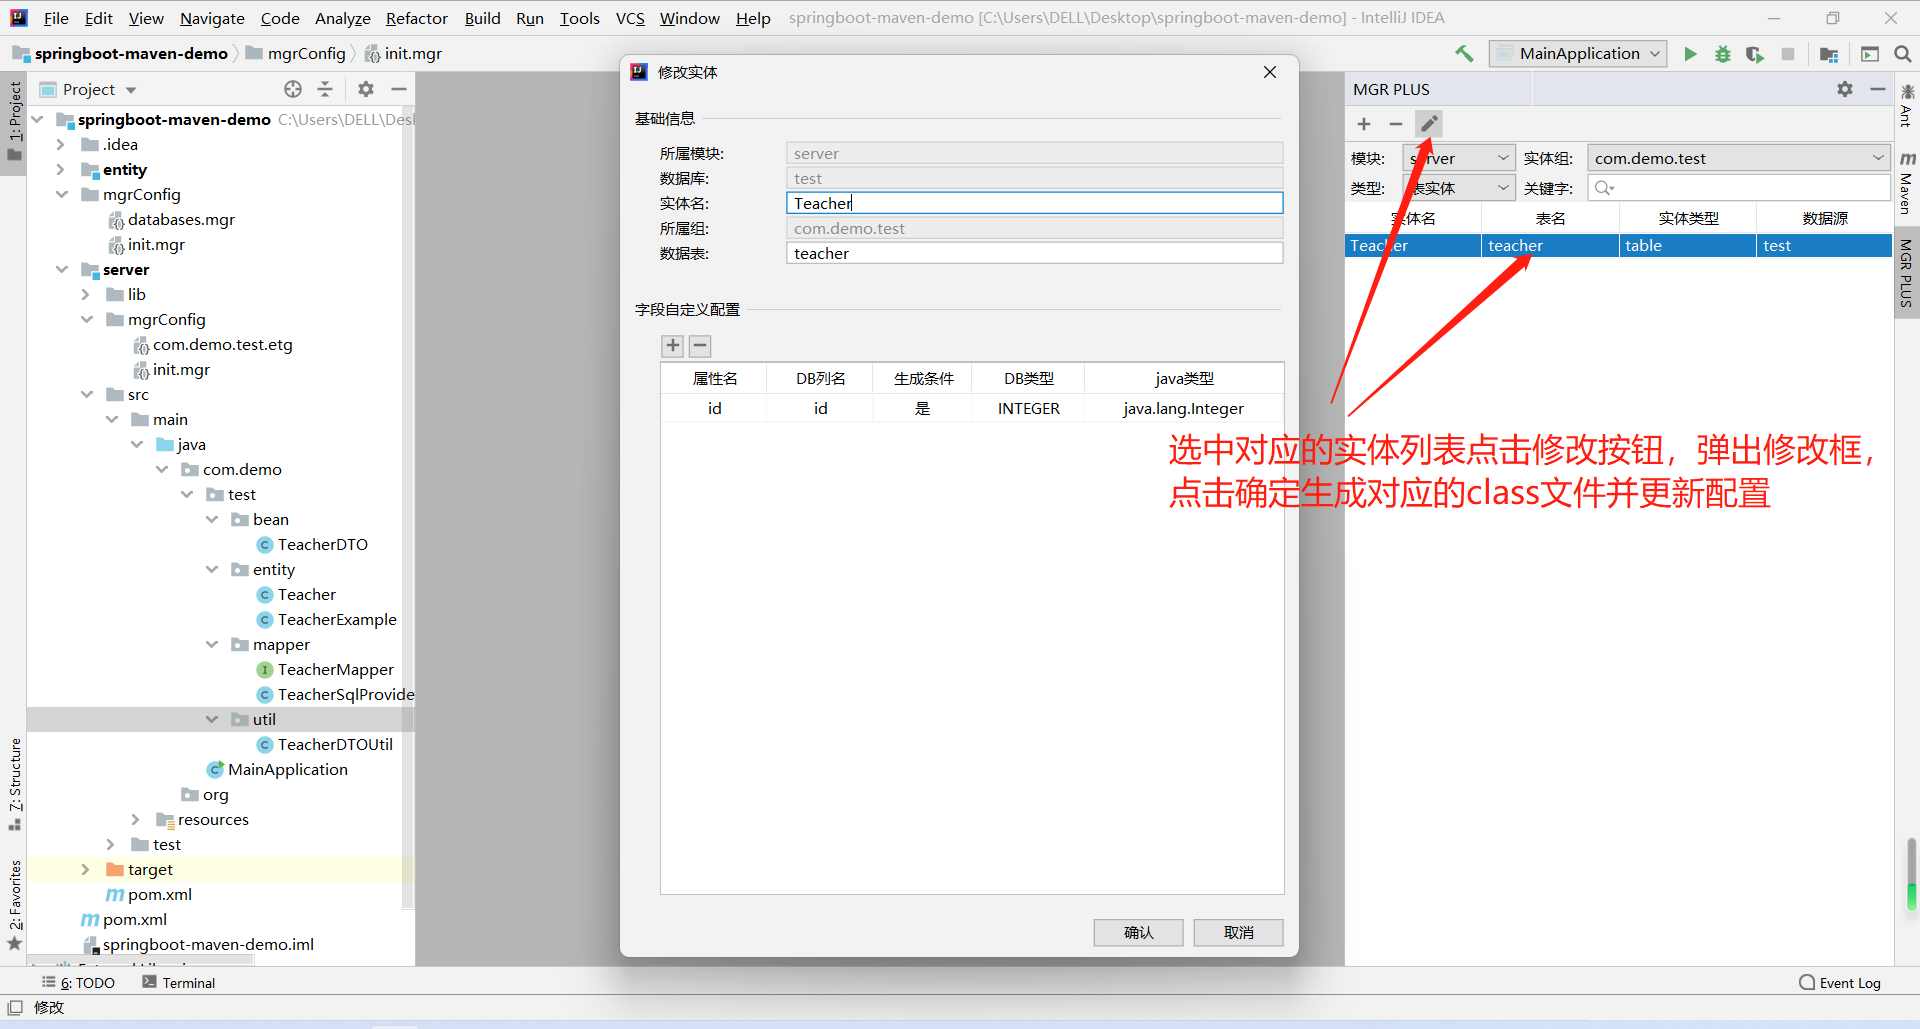 File Edit View Navigate Code Analyze Refactor Build Run Tools VCS Window Help springboot-maven-demo [C:\Users\DELL\Desktop\springboot-maven-demo] - IntelliJ IDEA
springboot-maven-demo mgrConfig init.mgr MainApplication
1: Project
7: Structure
2: Favorites
Project
springboot-maven-demo C:\Users\DELL\Des
.idea
entity
mgrConfig
databases.mgr
init.mgr
server
lib
mgrConfig
com.demo.test.etg
init.mgr
src
main
java
com.demo
test
bean
TeacherDTO
entity
Teacher
TeacherExample
mapper
TeacherMapper
TeacherSqlProvide
util
TeacherDTOUtil
MainApplication
org
resources
test
target
pom.xml
pom.xml
springboot-maven-demo.iml
修改实体
基础信息
所属模块: server
数据库: test
实体名: Teacher
所属组: com.demo.test
数据表: teacher
字段自定义配置
属性名 DB列名 生成条件 DB类型 java类型
id id 是 INTEGER java.lang.Integer
确认 取消
MGR PLUS
模块: server 实体组: com.demo.test
类型: 表实体 关键字:
实体名 表名 实体类型 数据源
Teacher teacher table test
选中对应的实体列表点击修改按钮，弹出修改框，
点击确定生成对应的class文件并更新配置
Ant
Maven
MGR PLUS
6: TODO Terminal Event Log
修改